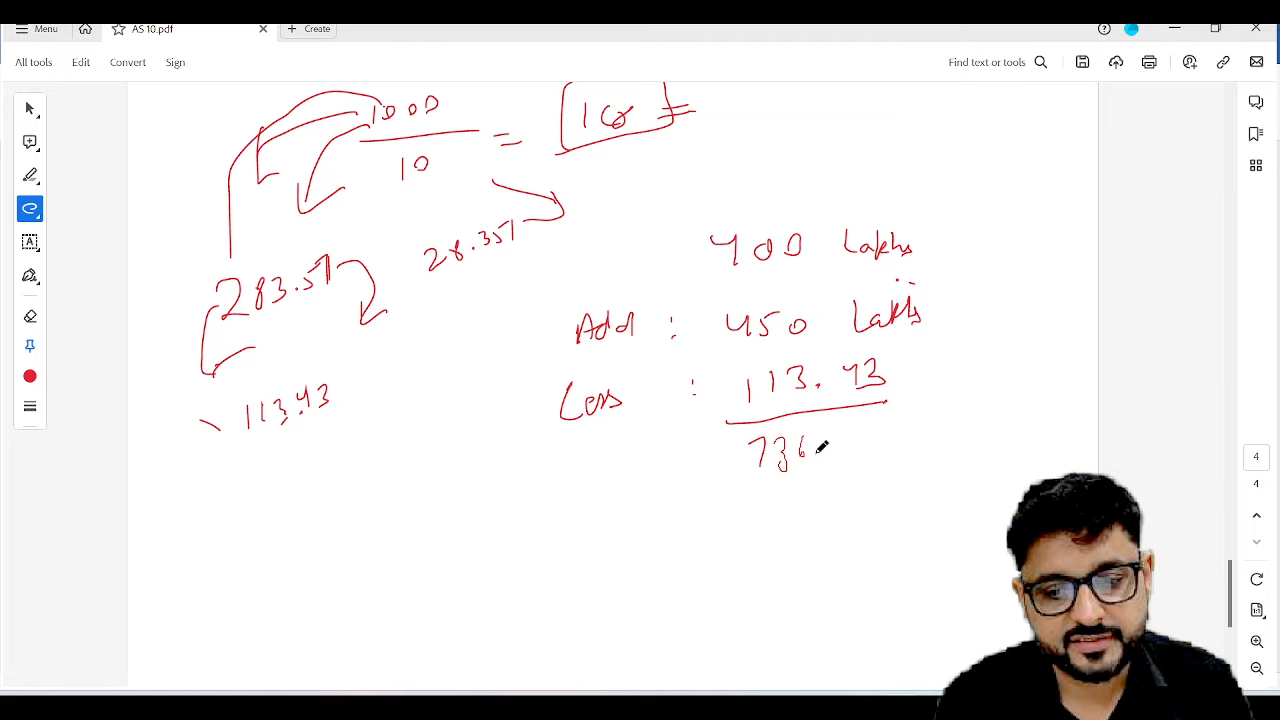 Menu
AS 10.pdf
Create
All tools
Edit
Convert
Sign
Find text or tools
1000
10
=
28.357
283.57
113.43
400 Lakhs
Add : 450 Lakhs
Less : 113.43
736
4
4